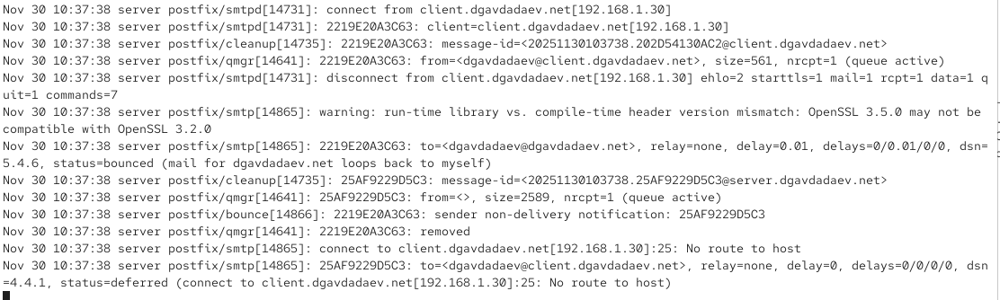 Nov 30 10:37:38 server postfix/smtpd[14731]: connect from client.dgavdadaev.net[192.168.1.30]
Nov 30 10:37:38 server postfix/smtpd[14731]: 2219E20A3C63: client=client.dgavdadaev.net[192.168.1.30]
Nov 30 10:37:38 server postfix/cleanup[14735]: 2219E20A3C63: message-id=<20251130103738.202D54130AC2@client.dgavdadaev.net>
Nov 30 10:37:38 server postfix/qmgr[14641]: 2219E20A3C63: from=<dgavdadaev@client.dgavdadaev.net>, size=561, nrcpt=1 (queue active)
Nov 30 10:37:38 server postfix/smtpd[14731]: disconnect from client.dgavdadaev.net[192.168.1.30] ehlo=2 starttls=1 mail=1 rcpt=1 data=1 q
uit=1 commands=7
Nov 30 10:37:38 server postfix/smtp[14865]: warning: run-time library vs. compile-time header version mismatch: OpenSSL 3.5.0 may not be
compatible with OpenSSL 3.2.0
Nov 30 10:37:38 server postfix/smtp[14865]: 2219E20A3C63: to=<dgavdadaev@dgavdadaev.net>, relay=none, delay=0.01, delays=0/0.01/0/0, dsn=
5.4.6, status=bounced (mail for dgavdadaev.net loops back to myself)
Nov 30 10:37:38 server postfix/cleanup[14735]: 25AF9229D5C3: message-id=<20251130103738.25AF9229D5C3@server.dgavdadaev.net>
Nov 30 10:37:38 server postfix/qmgr[14641]: 25AF9229D5C3: from=<>, size=2589, nrcpt=1 (queue active)
Nov 30 10:37:38 server postfix/bounce[14866]: 2219E20A3C63: sender non-delivery notification: 25AF9229D5C3
Nov 30 10:37:38 server postfix/qmgr[14641]: 2219E20A3C63: removed
Nov 30 10:37:38 server postfix/smtp[14865]: connect to client.dgavdadaev.net[192.168.1.30]:25: No route to host
Nov 30 10:37:38 server postfix/smtp[14865]: 25AF9229D5C3: to=<dgavdadaev@client.dgavdadaev.net>, relay=none, delay=0, delays=0/0/0/0, dsn
=4.4.1, status=deferred (connect to client.dgavdadaev.net[192.168.1.30]:25: No route to host)